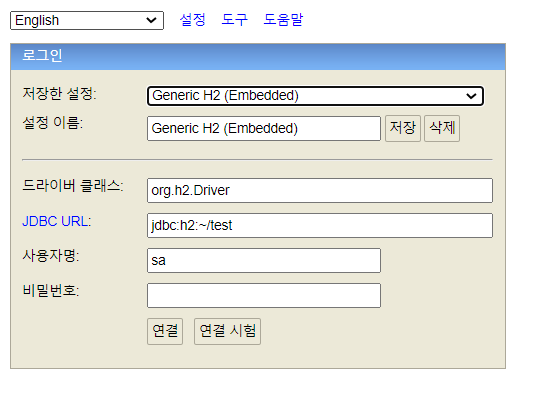 English 설정 도구 도움말
로그인
저장한 설정: Generic H2 (Embedded)
설정 이름: Generic H2 (Embedded) 저장 삭제
드라이버 클래스: org.h2.Driver
JDBC URL: jdbc:h2:~/test
사용자명: sa
비밀번호:
연결 연결 시험